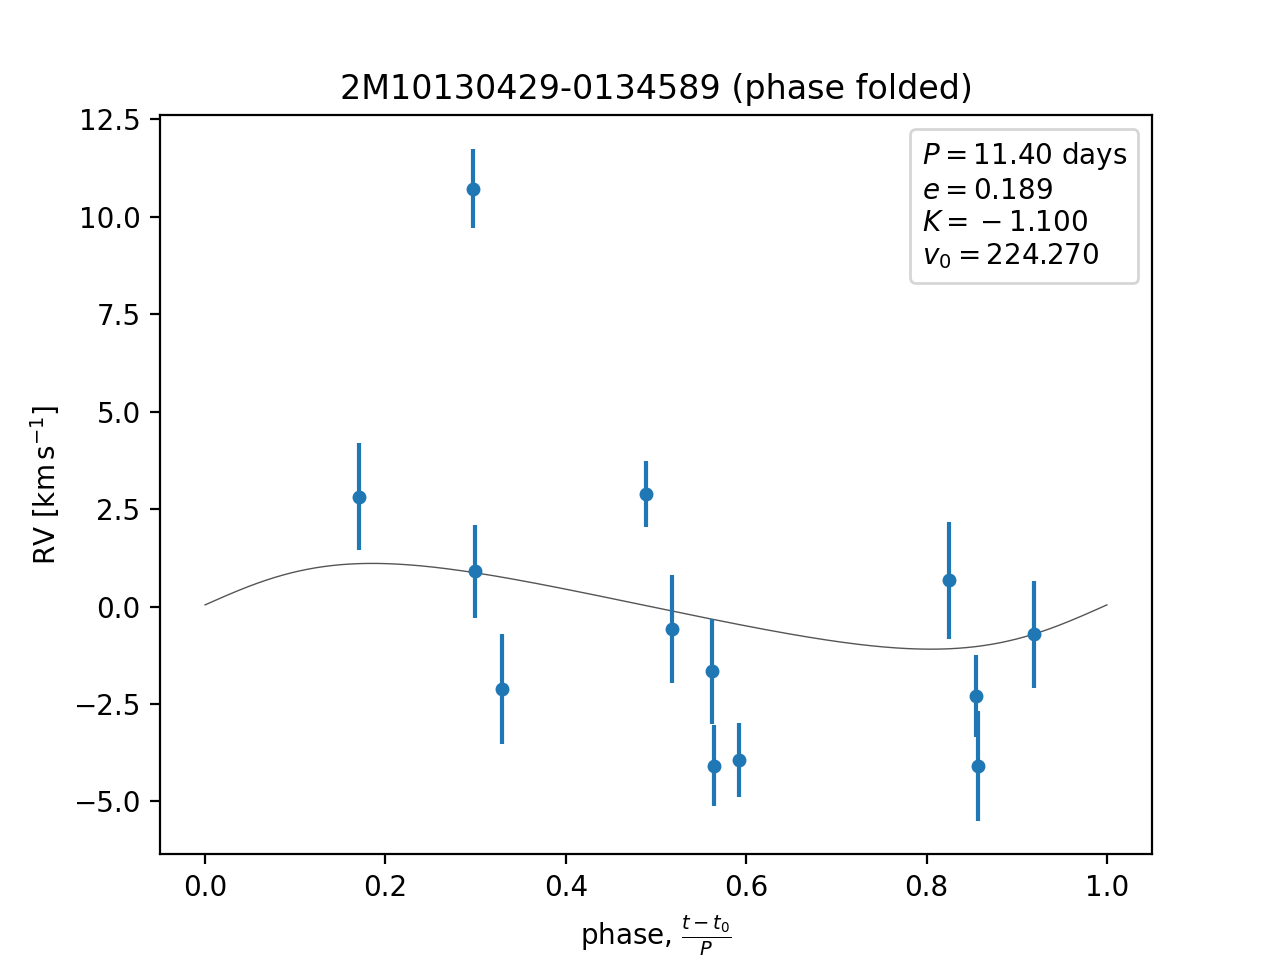 2M10130429-0134589 (phase folded)
P = 11.40 days
e = 0.189
K = −1.100
v₀ = 224.270
RV [km s⁻¹]
12.5
10.0
7.5
5.0
2.5
0.0
−2.5
−5.0
0.0 0.2 0.4 0.6 0.8 1.0
phase, (t − t₀)/P